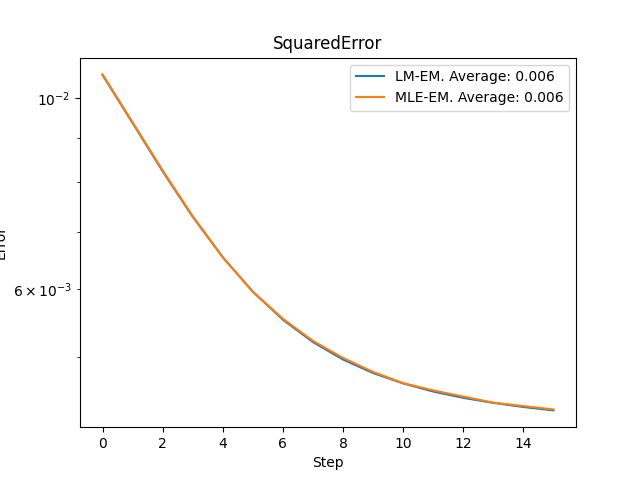 SquaredError
LM-EM. Average: 0.006
MLE-EM. Average: 0.006
10⁻²
6 × 10⁻³
Error
0 2 4 6 8 10 12 14
Step